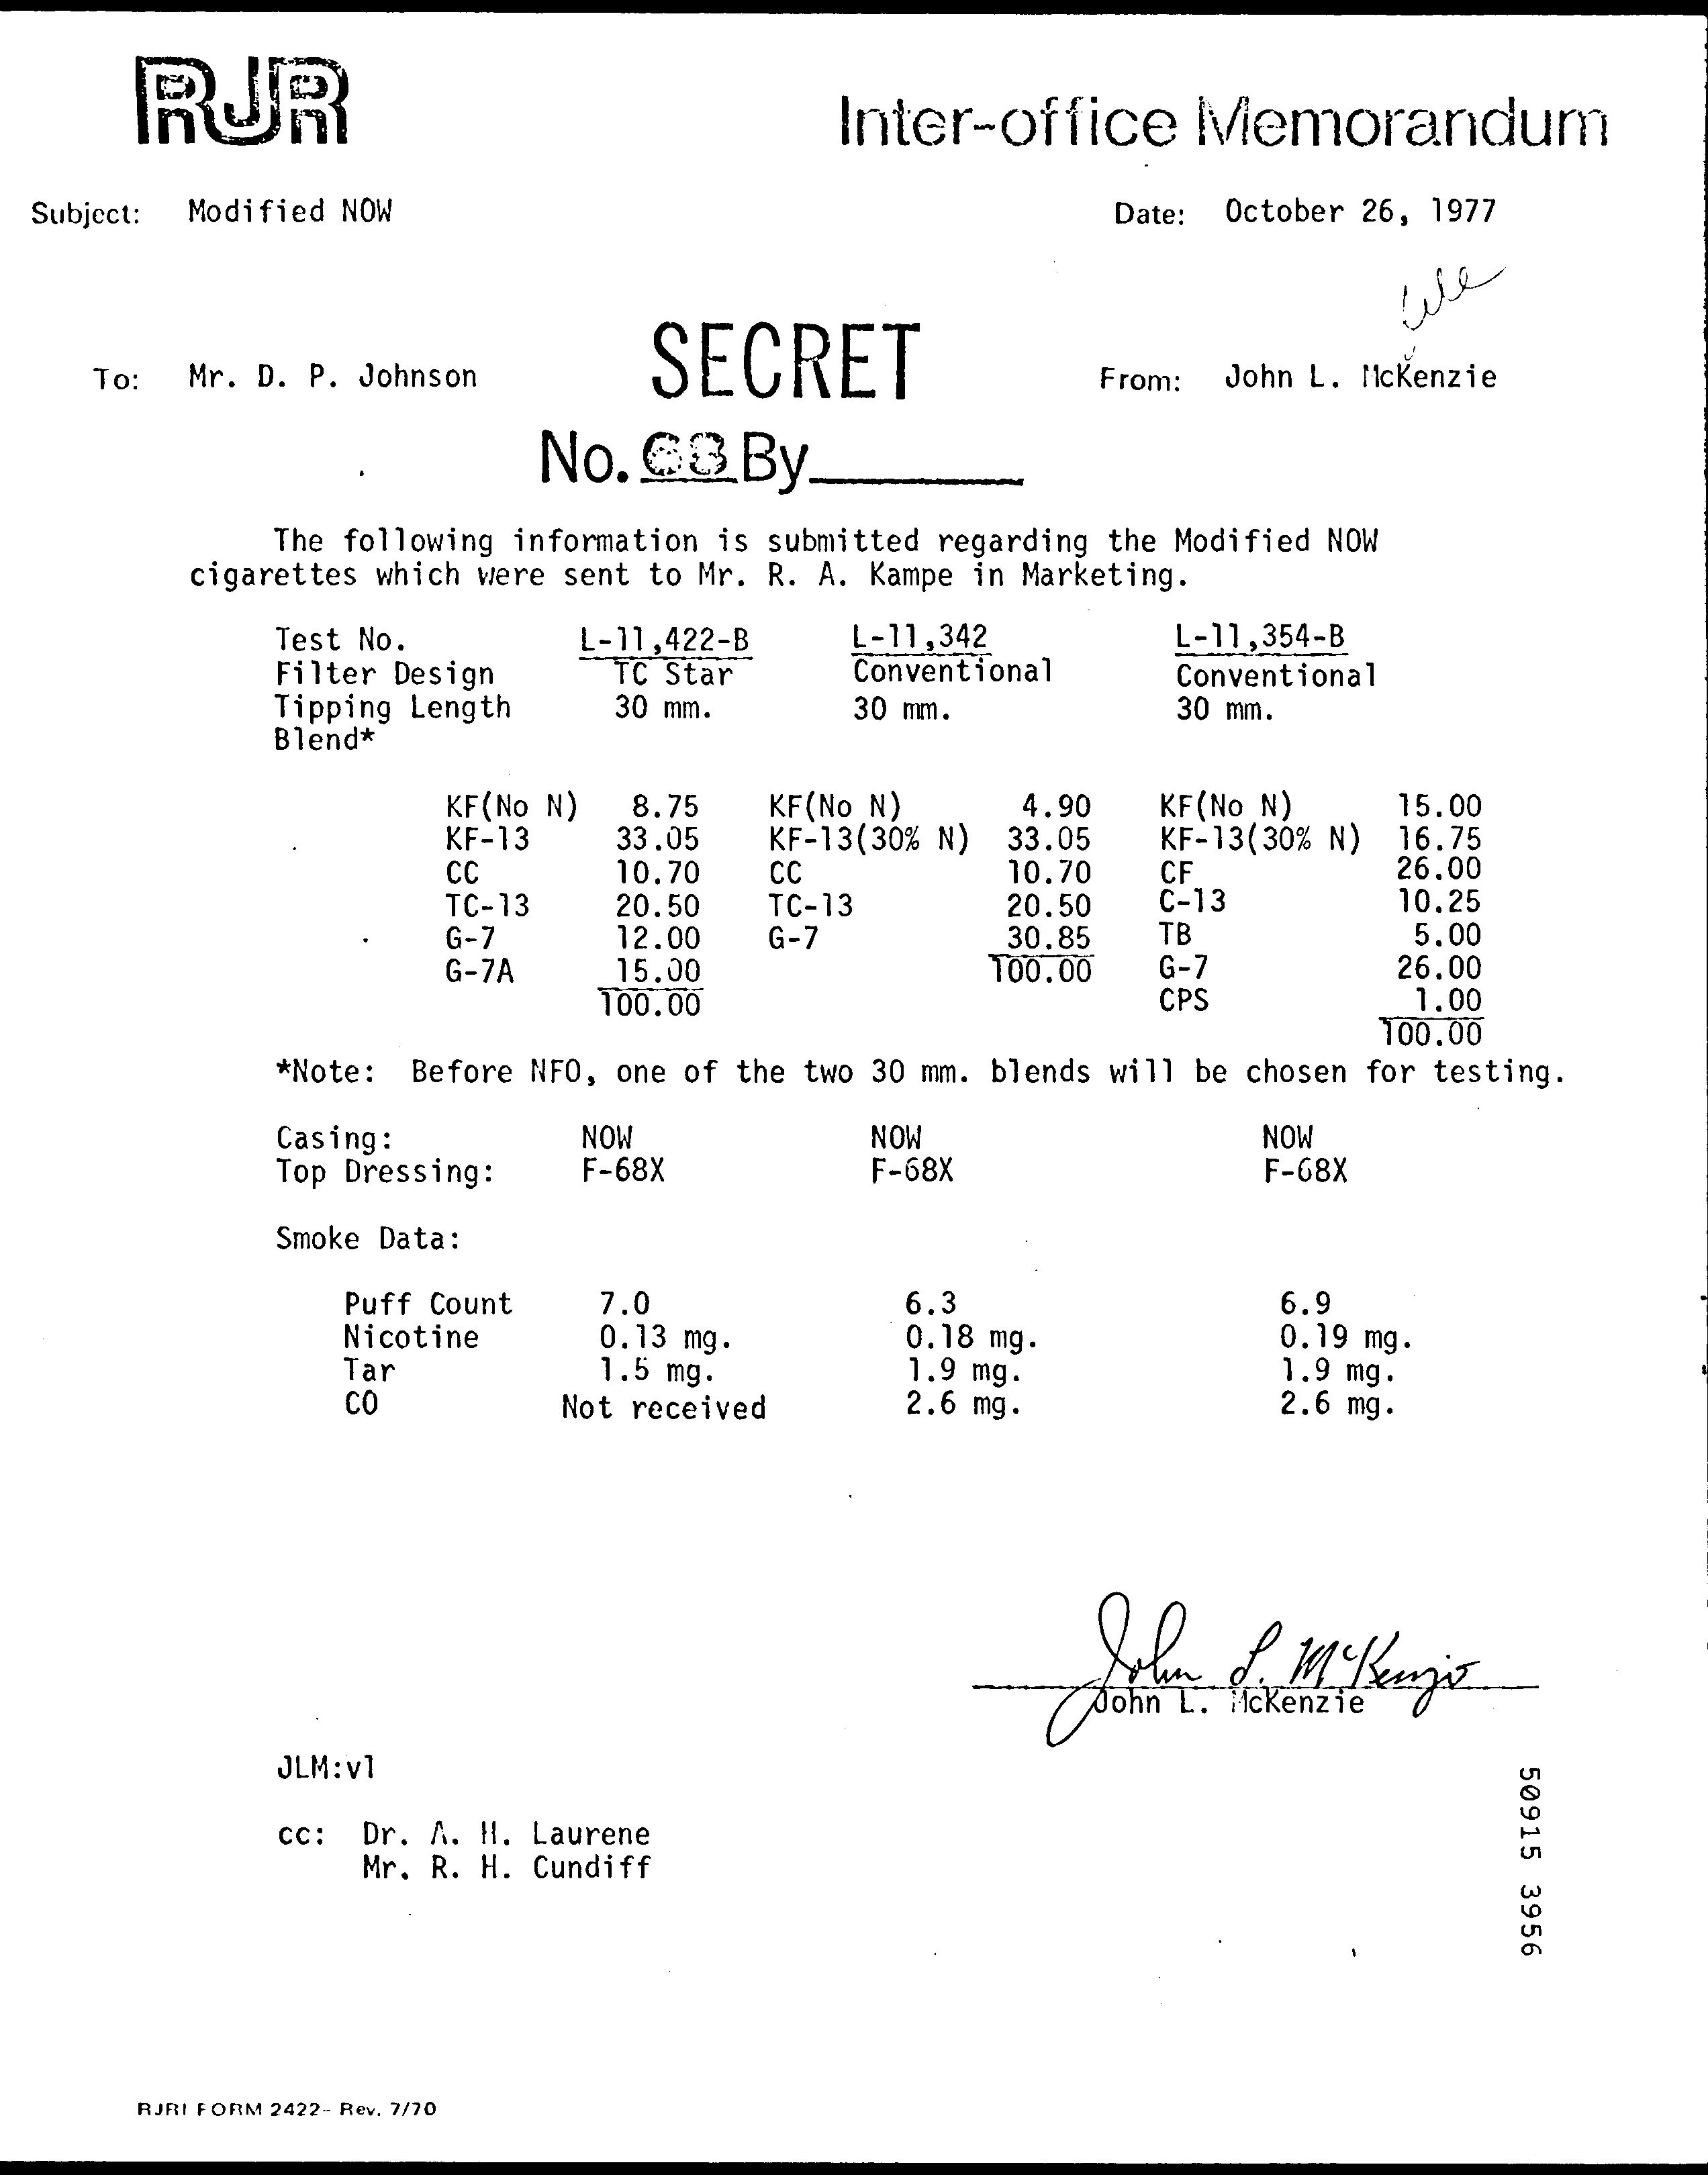 RJR
Inter-office Memorandum
Subject: Modified NOW Date: October 26, 1977
To: Mr. D. P. Johnson SECRET From: John L. McKenzie
No. 68 By
The following information is submitted regarding the Modified NOW
cigarettes which were sent to Mr. R. A. Kampe in Marketing.
Test No. L-11,422-B L-11,342 L-11,354-B
Filter Design TC Star Conventional Conventional
Tipping Length 30 mm. 30 mm. 30 mm.
Blend*
KF(No N) 8.75 KF(No N) 4.90 KF(No N) 15.00
KF-13 33.05 KF-13(30% N) 33.05 KF-13(30% N) 16.75
CC 10.70 CC 10.70 CF 26.00
TC-13 20.50 TC-13 20.50 C-13 10.25
G-7 12.00 G-7 30.85 TB 5.00
G-7A 15.00 100.00 G-7 26.00
100.00 CPS 1.00
100.00
*Note: Before NFO, one of the two 30 mm. blends will be chosen for testing.
Casing: NOW NOW NOW
Top Dressing: F-68X F-68X F-68X
Smoke Data:
Puff Count 7.0 6.3 6.9
Nicotine 0.13 mg. 0.18 mg. 0.19 mg.
Tar 1.5 mg. 1.9 mg. 1.9 mg.
CO Not received 2.6 mg. 2.6 mg.
John L. McKenzie
John L. McKenzie
JLM:vl
cc: Dr. A. H. Laurene
Mr. R. H. Cundiff
50915 3956
RJRI FORM 2422- Rev. 7/70